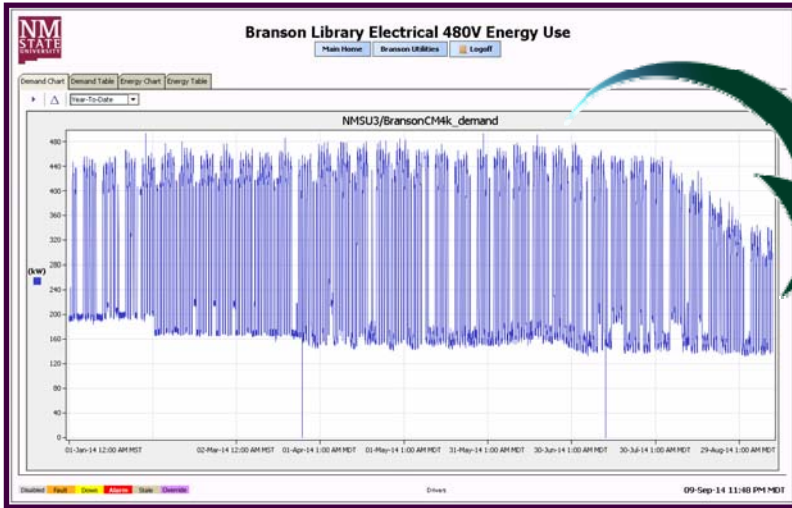 NM
STATE
UNIVERSITY
Branson Library Electrical 480V Energy Use
Main Home Branson Utilities Logoff
Demand Chart Demand Table Energy Chart Energy Table
Year-To-Date
NMSU3/BransonCM4k_demand
480
440
400
360
320
(kW)
280
240
200
160
120
80
40
0
01-Jan-14 12:00 AM MST 02-Mar-14 12:00 AM MST 01-Apr-14 1:00 AM MDT 01-May-14 1:00 AM MDT 31-May-14 1:00 AM MDT 30-Jun-14 1:00 AM MDT 30-Jul-14 1:00 AM MDT 29-Aug-14 1:00 AM MDT
Disabled Fault Down Alarm Stale Override Drivers 09-Sep-14 11:48 PM MDT